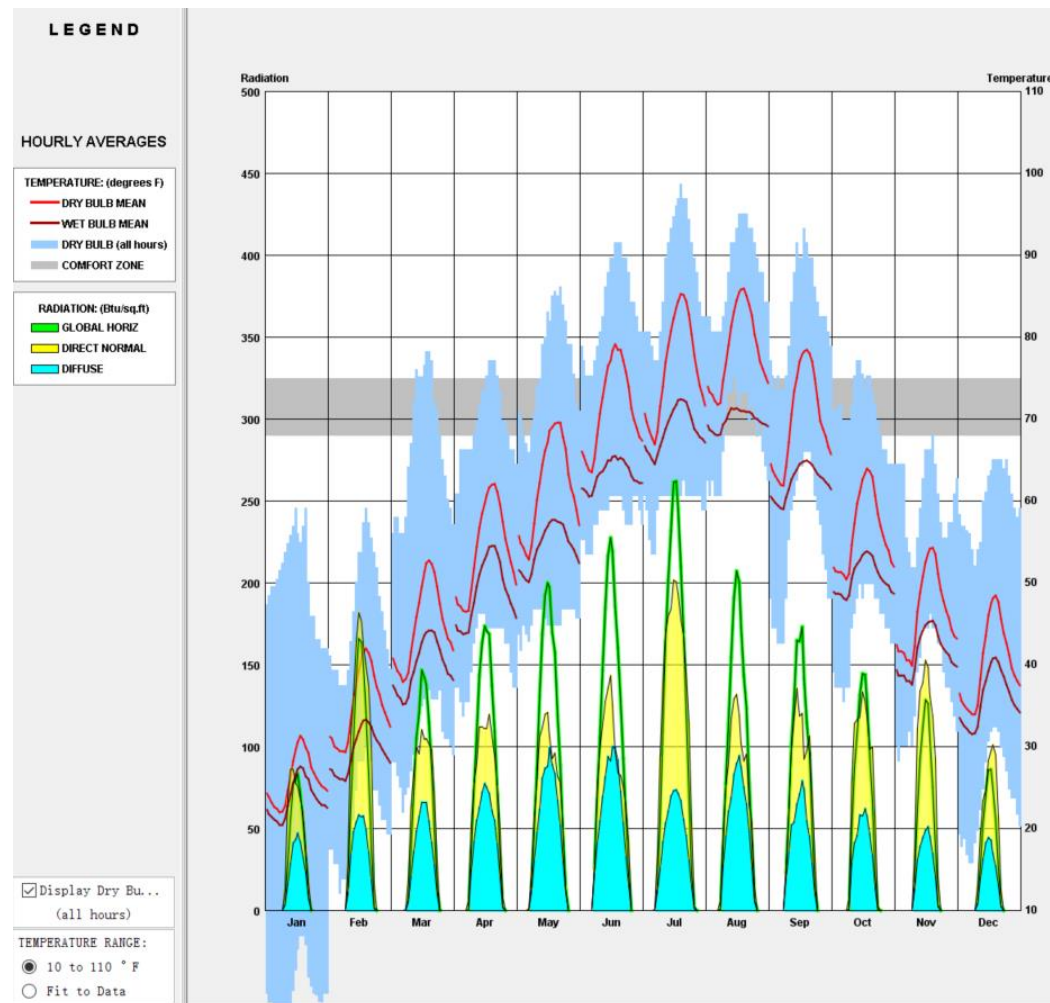 LEGEND
HOURLY AVERAGES
TEMPERATURE: (degrees F)
DRY BULB MEAN
WET BULB MEAN
DRY BULB (all hours)
COMFORT ZONE
RADIATION: (Btu/sq.ft)
GLOBAL HORIZ
DIRECT NORMAL
DIFFUSE
Display Dry Bu...
(all hours)
TEMPERATURE RANGE:
10 to 110 °F
Fit to Data
Radiation
Temperature
500
450
400
350
300
250
200
150
100
50
0
110
100
90
80
70
60
50
40
30
20
10
Jan Feb Mar Apr May Jun Jul Aug Sep Oct Nov Dec